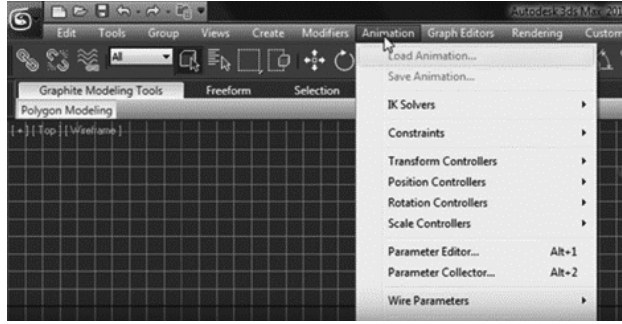 Autodesk 3ds Max 201
Edit Tools Group Views Create Modifiers Animation Graph Editors Rendering Custom
All
Graphite Modeling Tools Freeform Selection
Polygon Modeling
[ + ] [ Top ] [ Wireframe ]
Load Animation...
Save Animation...
IK Solvers
Constraints
Transform Controllers
Position Controllers
Rotation Controllers
Scale Controllers
Parameter Editor... Alt+1
Parameter Collector... Alt+2
Wire Parameters